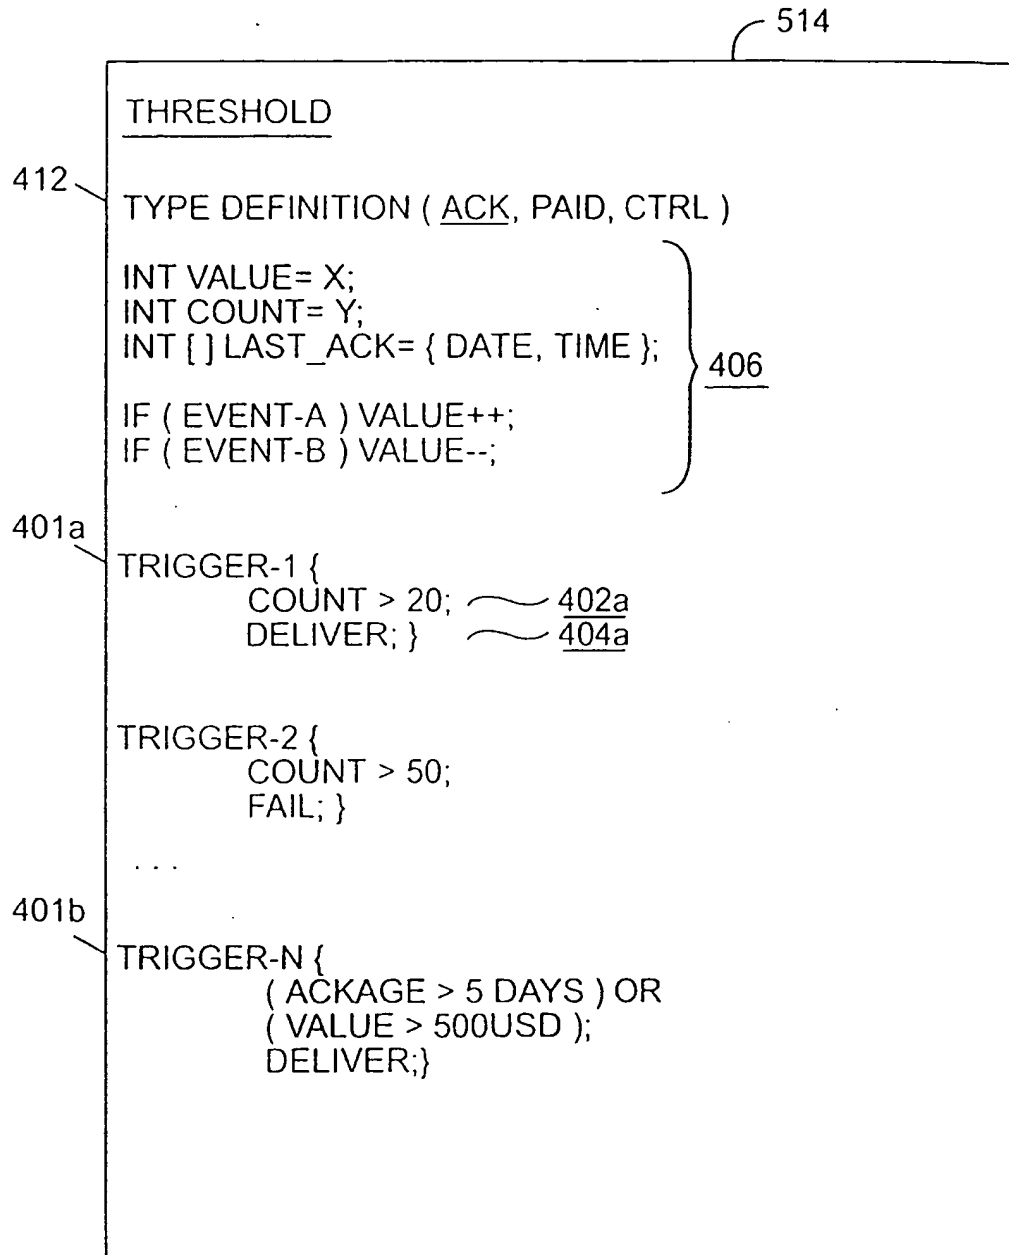 514
THRESHOLD
412
TYPE DEFINITION ( ACK, PAID, CTRL )
INT VALUE= X;
INT COUNT= Y;
INT [ ] LAST_ACK= { DATE, TIME };
406
IF ( EVENT-A ) VALUE++;
IF ( EVENT-B ) VALUE--;
401a
TRIGGER-1 {
COUNT > 20; 402a
DELIVER; } 404a
TRIGGER-2 {
COUNT > 50;
FAIL; }
. . .
401b
TRIGGER-N {
( ACKAGE > 5 DAYS ) OR
( VALUE > 500USD );
DELIVER;}